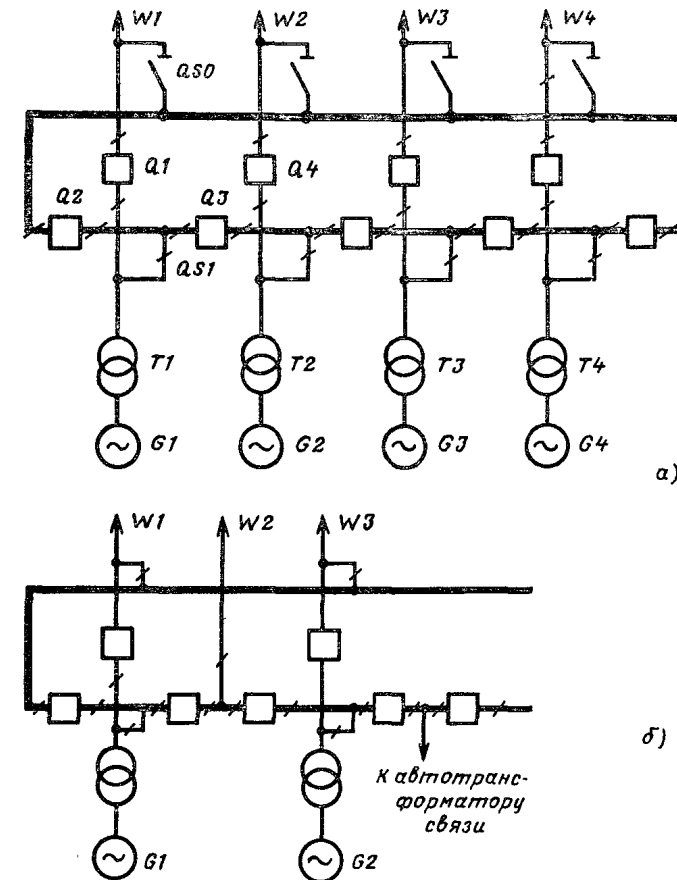 W1 W2 W3 W4
QS0
Q1 Q4
Q2 Q3
QS1
T1 T2 T3 T4
G1 G2 G3 G4
а)
W1 W2 W3
б)
к автотранс-
форматору
связи
G1 G2